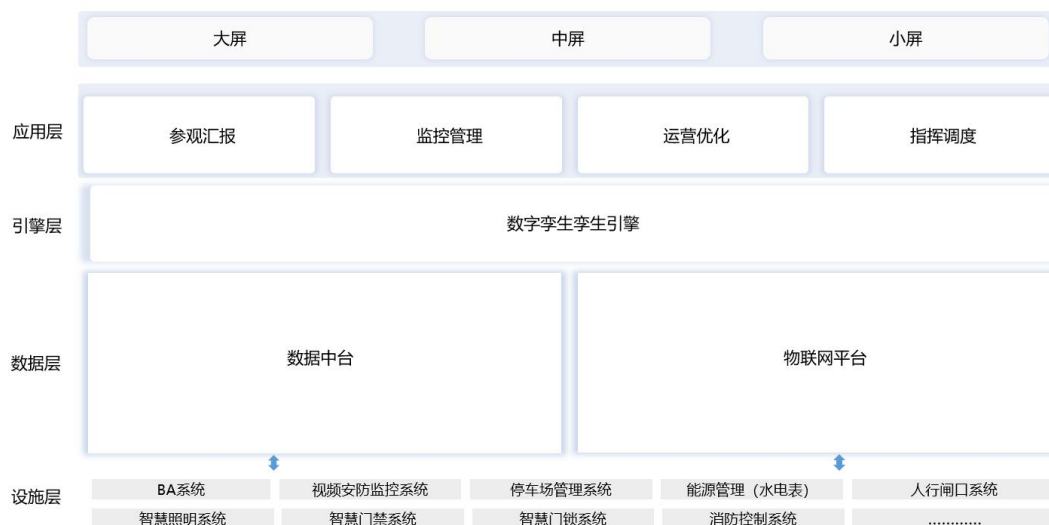 大屏 中屏 小屏
应用层 参观汇报 监控管理 运营优化 指挥调度
引擎层 数字孪生孪生引擎
数据层 数据中台 物联网平台
设施层
BA系统 视频安防监控系统 停车场管理系统 能源管理（水电表） 人行闸口系统
智慧照明系统 智慧门禁系统 智慧门锁系统 消防控制系统 …………